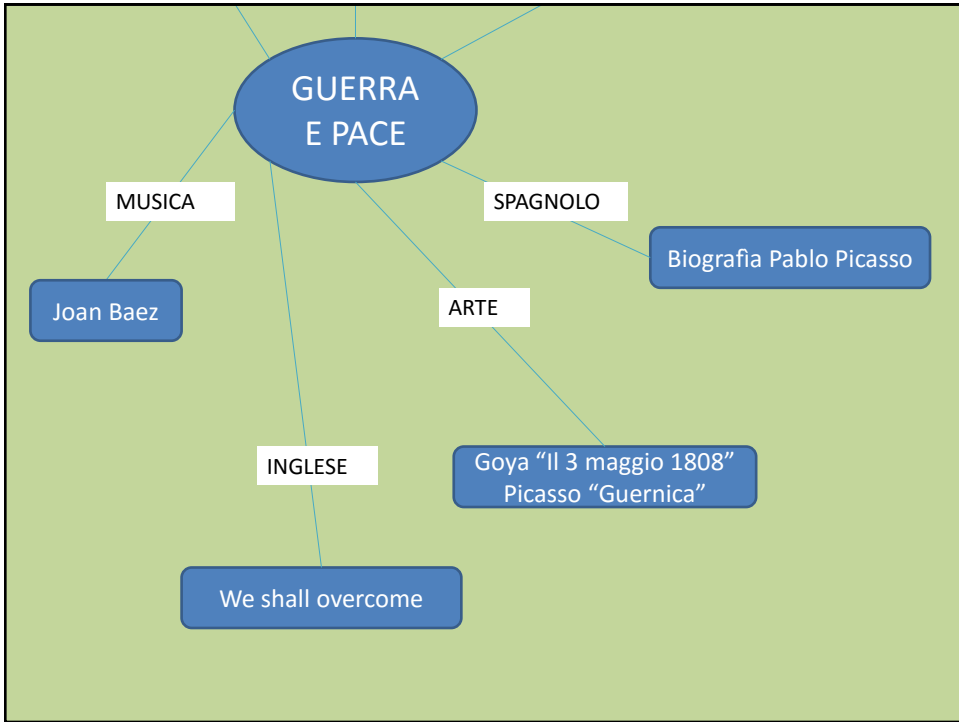 GUERRA
E PACE
MUSICA
SPAGNOLO
Biografìa Pablo Picasso
Joan Baez
ARTE
INGLESE
Goya “Il 3 maggio 1808”
Picasso “Guernica”
We shall overcome